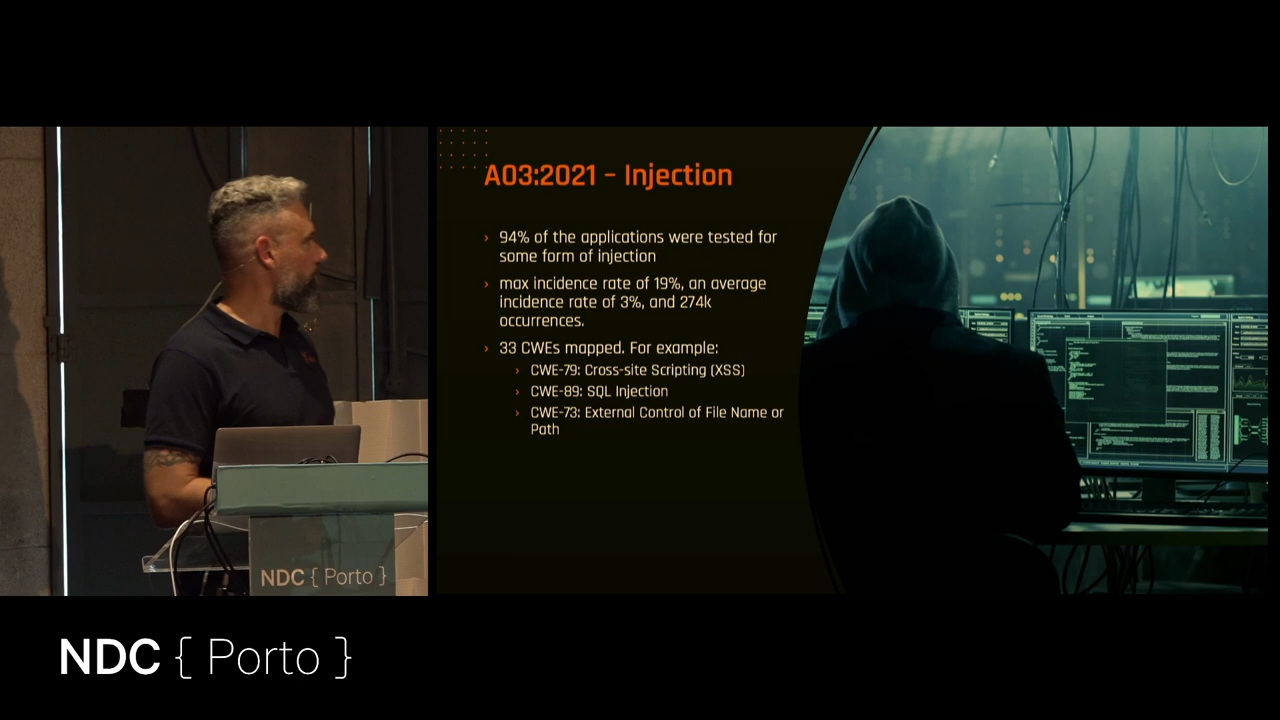 A03:2021 – Injection
› 94% of the applications were tested for
some form of injection
› max incidence rate of 19%, an average
incidence rate of 3%, and 274k
occurrences.
› 33 CWEs mapped. For example:
› CWE-79: Cross-site Scripting (XSS)
› CWE-89: SQL Injection
› CWE-73: External Control of File Name or
Path
NDC { Porto }
NDC { Porto }